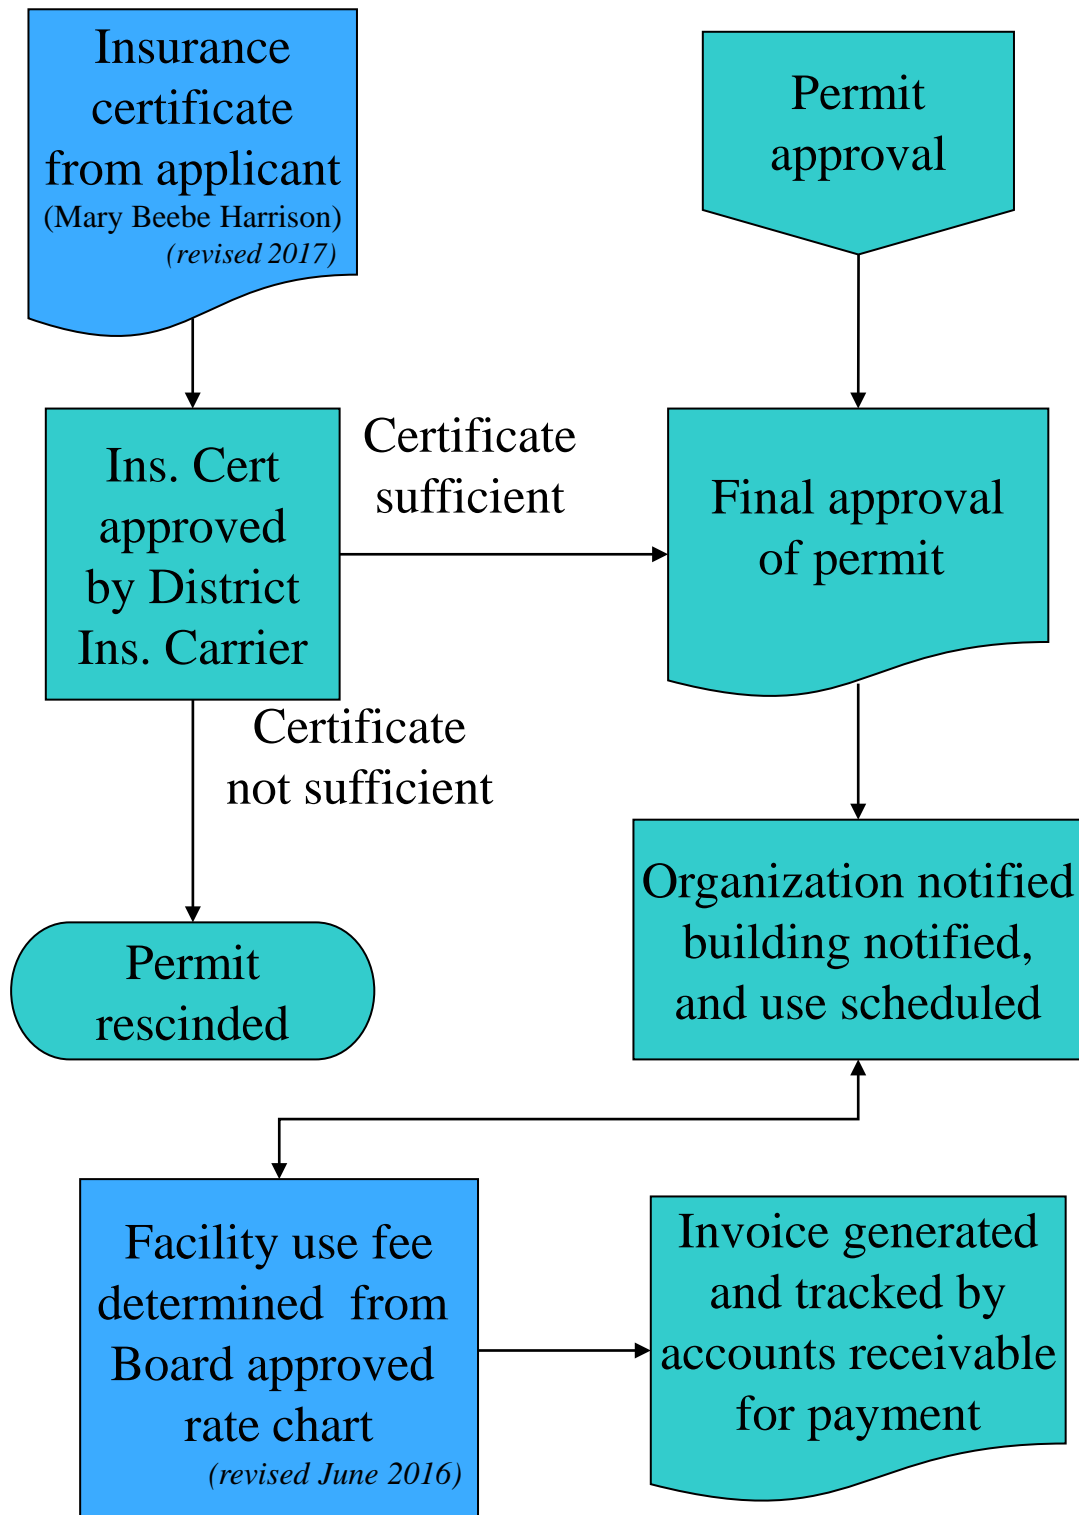 Insurance
certificate
from applicant
(Mary Beebe Harrison)
(revised 2017)
Permit
approval
Ins. Cert
approved
by District
Ins. Carrier
Certificate
sufficient
Final approval
of permit
Certificate
not sufficient
Permit
rescinded
Organization notified
building notified,
and use scheduled
Facility use fee
determined from
Board approved
rate chart
(revised June 2016)
Invoice generated
and tracked by
accounts receivable
for payment